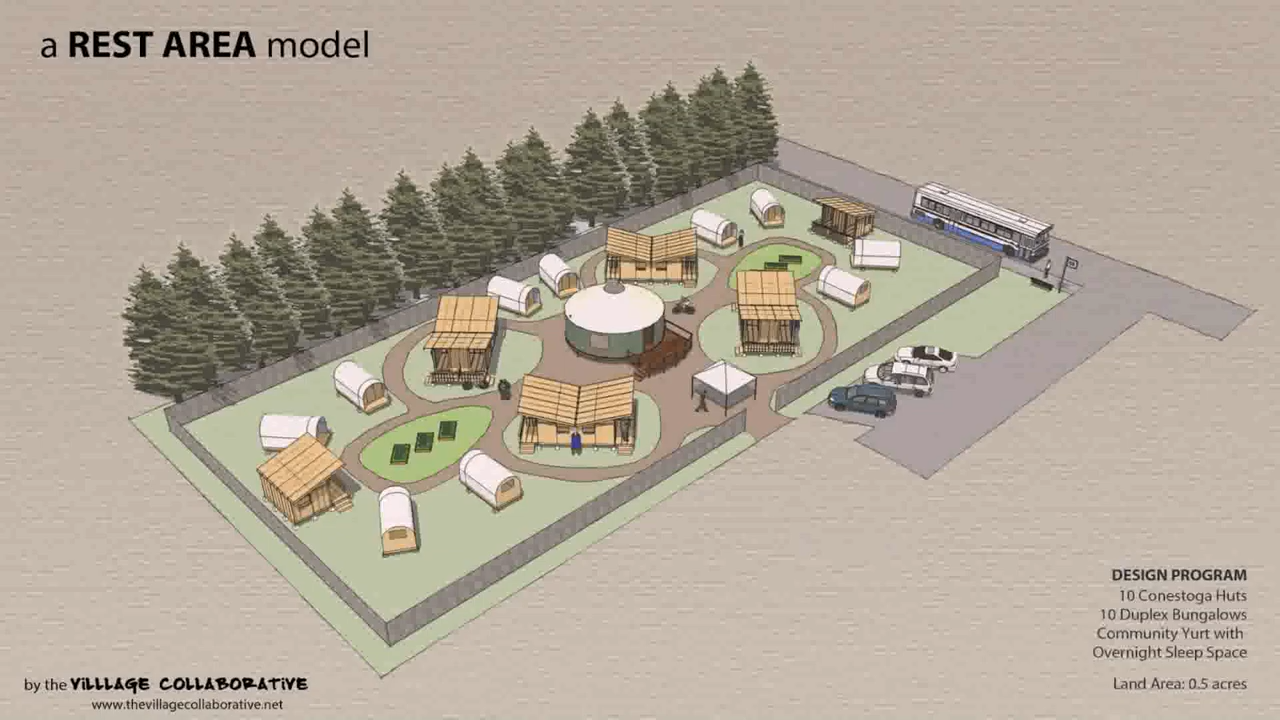 a REST AREA model
DESIGN PROGRAM
10 Conestoga Huts
10 Duplex Bungalows
Community Yurt with
Overnight Sleep Space
Land Area: 0.5 acres
by the ViLLLAGE COLLABORATiVE
www.thevillagecollaborative.net